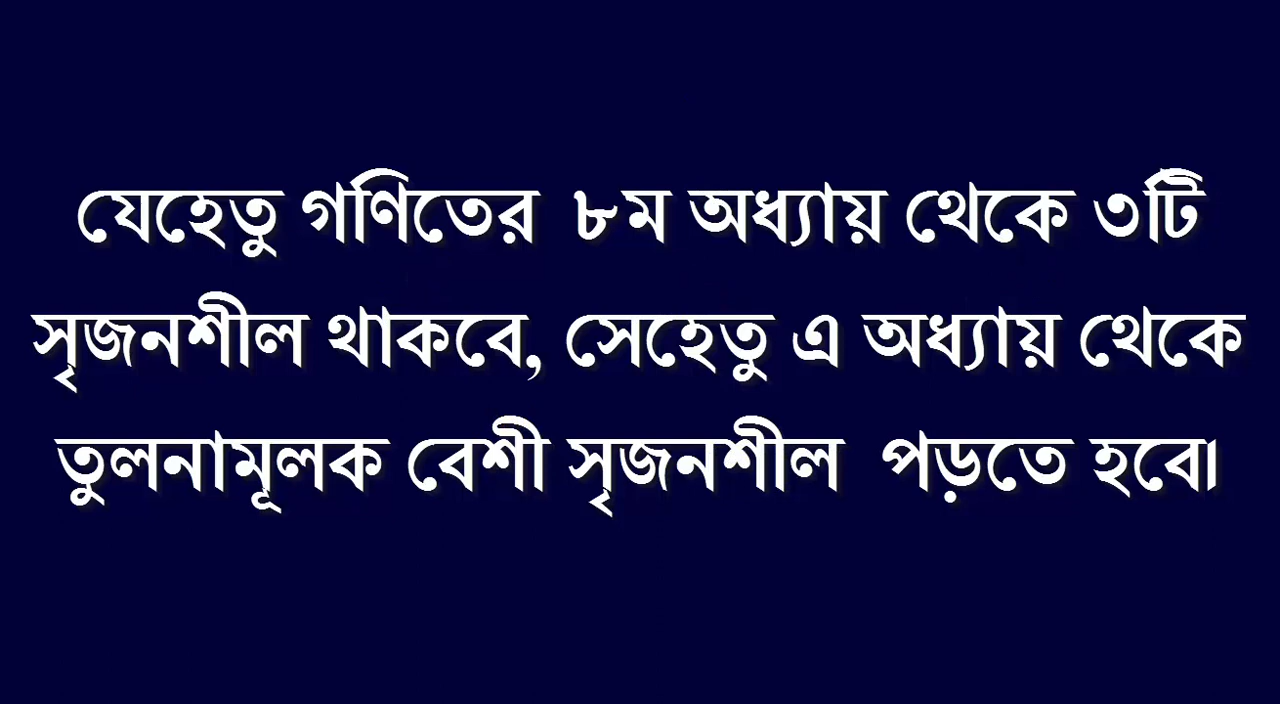 যেহেতু গণিতের ৮ম অধ্যায় থেকে ৩টি
সৃজনশীল থাকবে, সেহেতু এ অধ্যায় থেকে
তুলনামূলক বেশী সৃজনশীল পড়তে হবে।